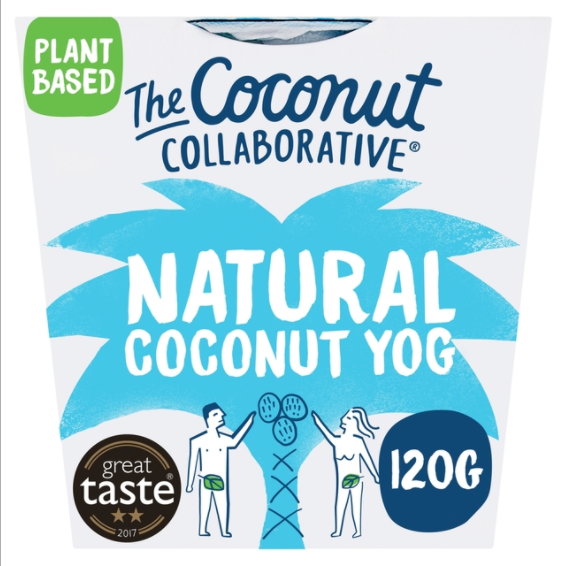 PLANT
BASED
The Coconut
COLLABORATIVE®
NATURAL
COCONUT YOG
great
taste®
2017
120G